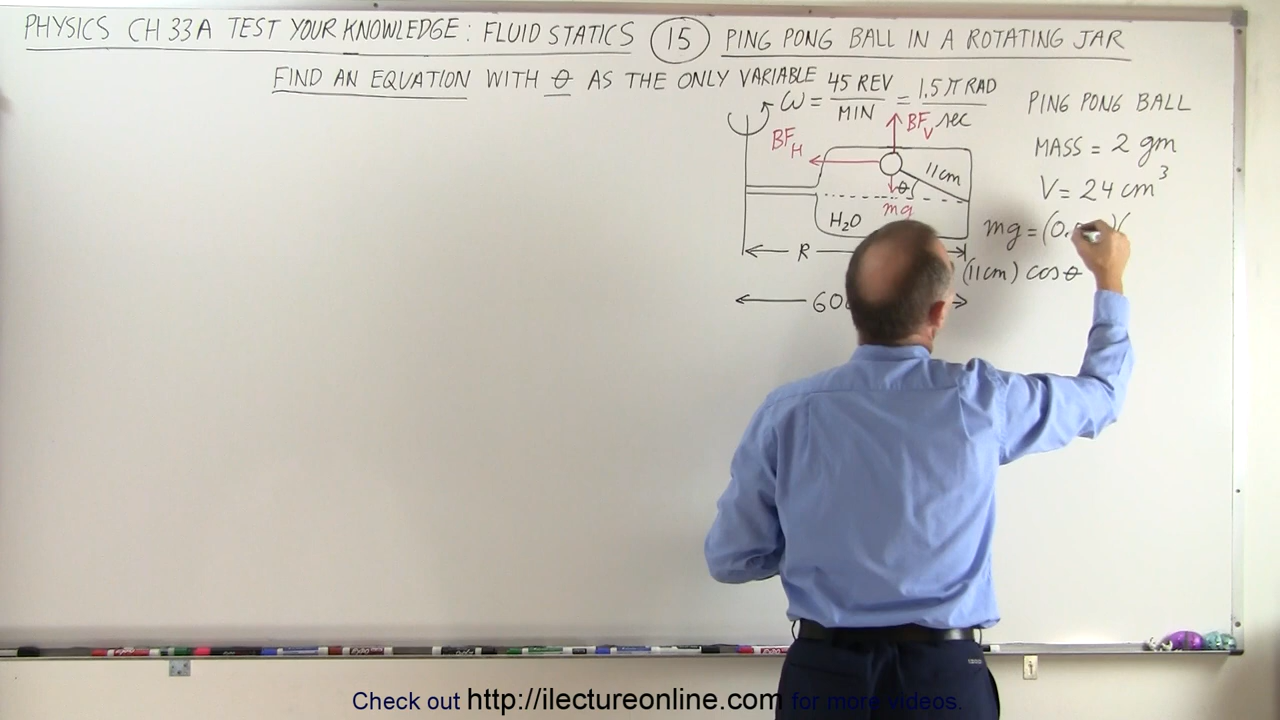 PHYSICS CH 33A TEST YOUR KNOWLEDGE: FLUID STATICS (15) PING PONG BALL IN A ROTATING JAR
FIND AN EQUATION WITH θ AS THE ONLY VARIABLE
ω = 45 REV / MIN = 1.5 π RAD / sec
PING PONG BALL
MASS = 2 gm
V = 24 cm³
mg = (0.
(11cm) cos θ
BF_V
BF_H
11cm
θ
mg
H₂O
R
60
Check out http://ilectureonline.com for more videos.